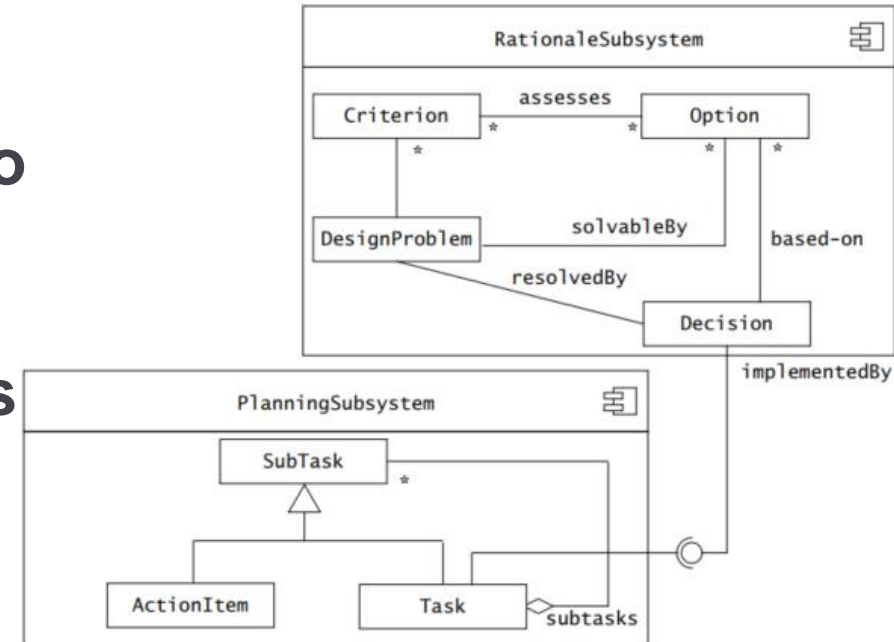 RationaleSubsystem
assesses
Criterion
Option
*
*
*
*
*
DesignProblem
solvableBy
based-on
resolvedBy
Decision
implementedBy
PlanningSubsystem
SubTask
*
ActionItem
Task
subtasks